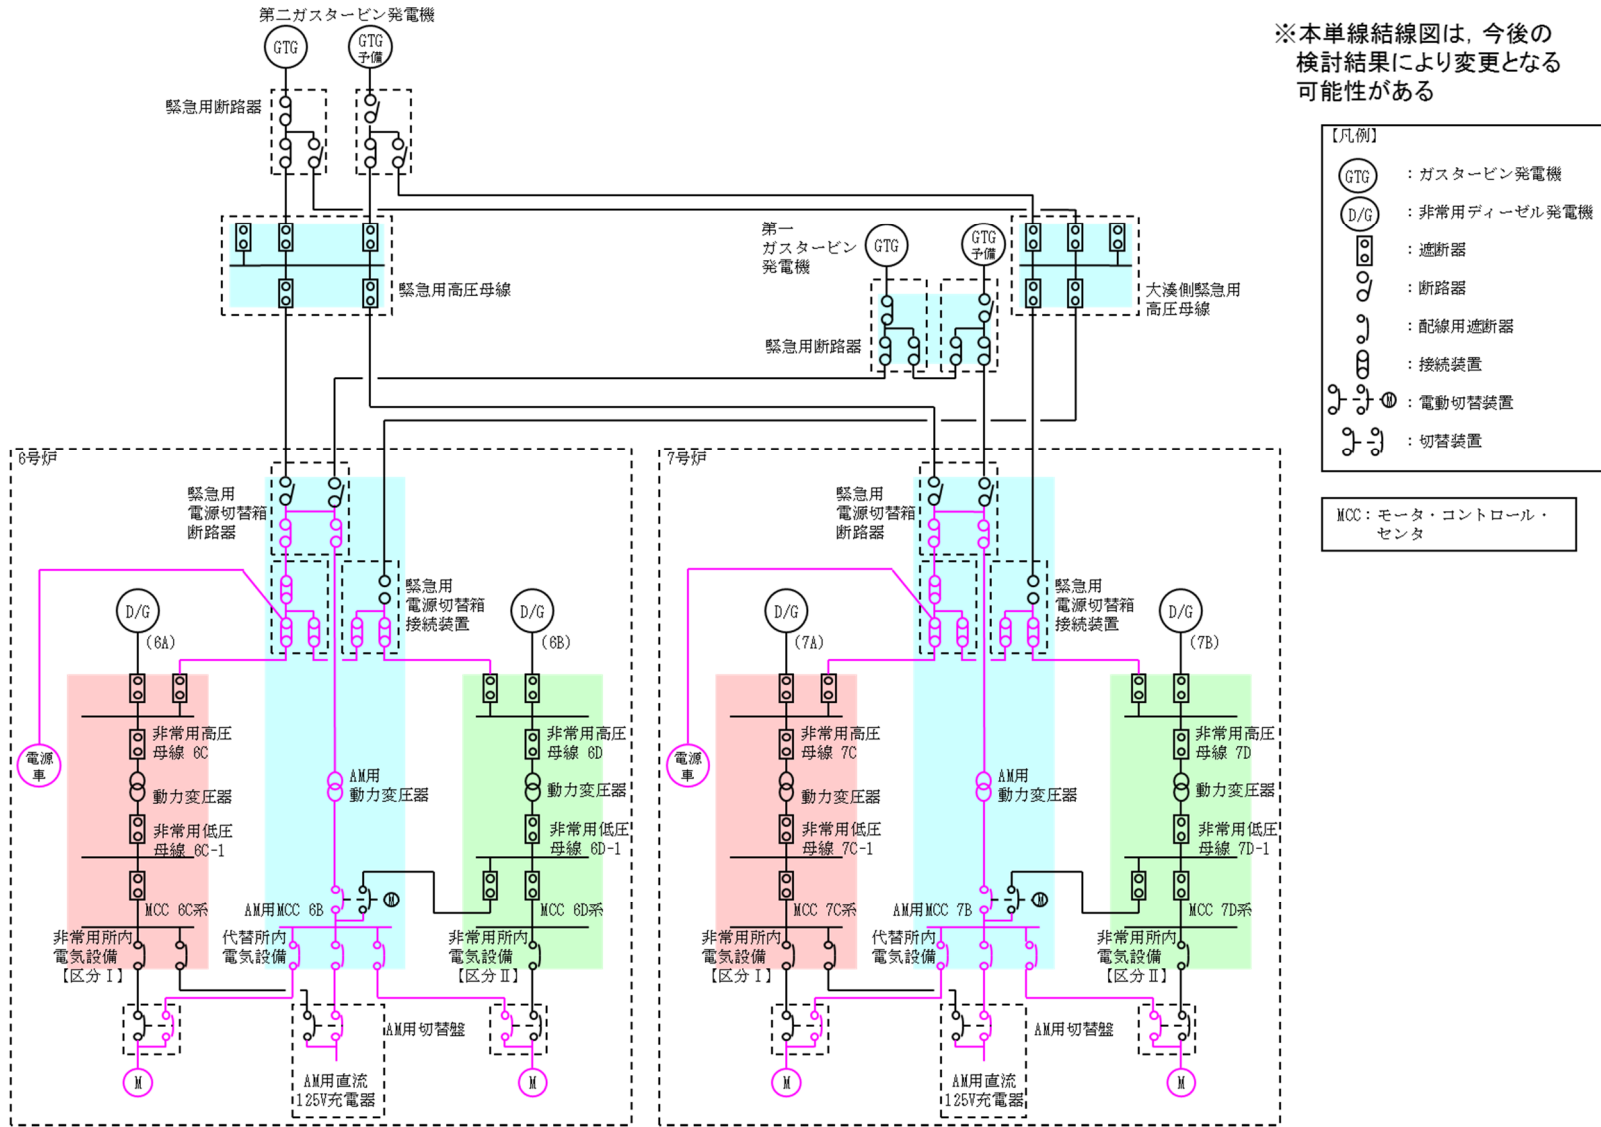 第二ガスタービン発電機
GTG
GTG
予備
緊急用断路器
※本単線結線図は，今後の
検討結果により変更となる
可能性がある
【凡例】
GTG
：ガスタービン発電機
D/G
：非常用ディーゼル発電機
：遮断器
：断路器
：配線用遮断器
：接続装置
M
：電動切替装置
：切替装置
MCC：モータ・コントロール・
センタ
緊急用高圧母線
第一
ガスタービン
発電機
GTG
GTG
予備
緊急用断路器
大湊側緊急用
高圧母線
6号炉
緊急用
電源切替箱
断路器
緊急用
電源切替箱
接続装置
D/G
(6A)
D/G
(6B)
電源
車
非常用高圧
母線 6C
動力変圧器
非常用低圧
母線 6C-1
MCC 6C系
非常用所内
電気設備
【区分Ⅰ】
AM用
動力変圧器
AM用MCC 6B
M
代替所内
電気設備
非常用高圧
母線 6D
動力変圧器
非常用低圧
母線 6D-1
MCC 6D系
非常用所内
電気設備
【区分Ⅱ】
AM用切替盤
M
AM用直流
125V充電器
M
7号炉
緊急用
電源切替箱
断路器
緊急用
電源切替箱
接続装置
D/G
(7A)
D/G
(7B)
電源
車
非常用高圧
母線 7C
動力変圧器
非常用低圧
母線 7C-1
MCC 7C系
非常用所内
電気設備
【区分Ⅰ】
AM用
動力変圧器
AM用MCC 7B
M
代替所内
電気設備
非常用高圧
母線 7D
動力変圧器
非常用低圧
母線 7D-1
MCC 7D系
非常用所内
電気設備
【区分Ⅱ】
AM用切替盤
M
AM用直流
125V充電器
M